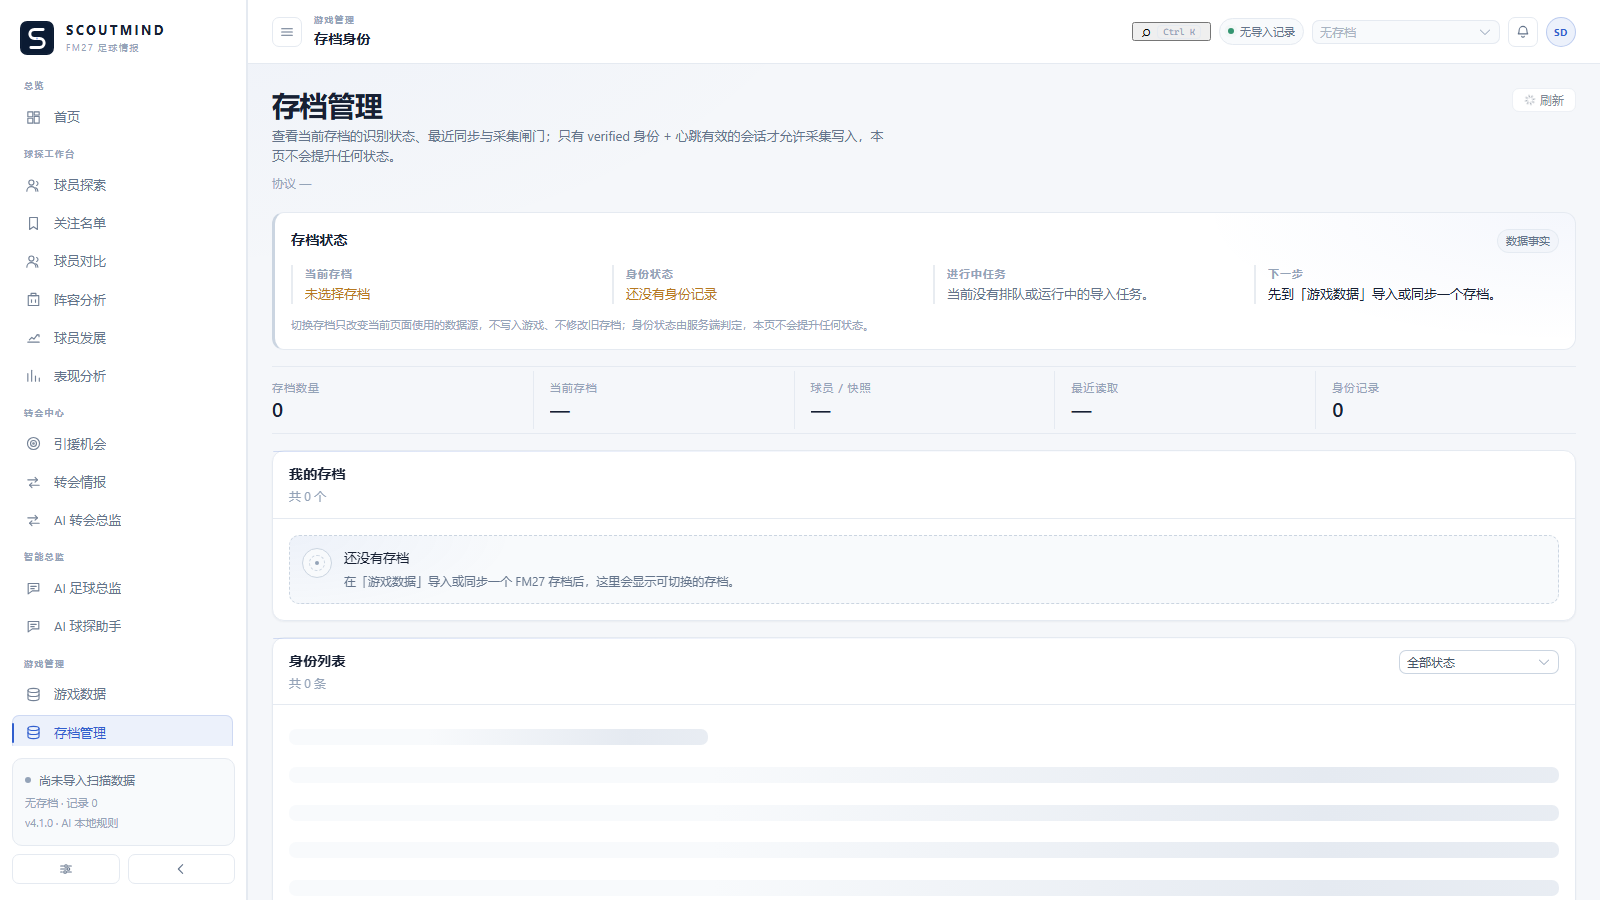 SCOUTMIND
FM27 足球情报
总览
首页
球探工作台
球员探索
关注名单
球员对比
阵容分析
球员发展
表现分析
转会中心
引援机会
转会情报
AI 转会总监
智能总监
AI 足球总监
AI 球探助手
游戏管理
游戏数据
存档管理
尚未导入扫描数据
无存档 · 记录 0
v4.1.0 · AI 本地规则
游戏管理
存档身份
Ctrl K
无导入记录
无存档
SD
存档管理
刷新
查看当前存档的识别状态、最近同步与采集闸门；只有 verified 身份 + 心跳有效的会话才允许采集写入，本
页不会提升任何状态。
协议 —
存档状态
数据事实
当前存档
未选择存档
身份状态
还没有身份记录
进行中任务
当前没有排队或运行中的导入任务。
下一步
先到「游戏数据」导入或同步一个存档。
切换存档只改变当前页面使用的数据源，不写入游戏、不修改旧存档；身份状态由服务端判定，本页不会提升任何状态。
存档数量
0
当前存档
—
球员 / 快照
—
最近读取
—
身份记录
0
我的存档
共 0 个
还没有存档
在「游戏数据」导入或同步一个 FM27 存档后，这里会显示可切换的存档。
身份列表
共 0 条
全部状态